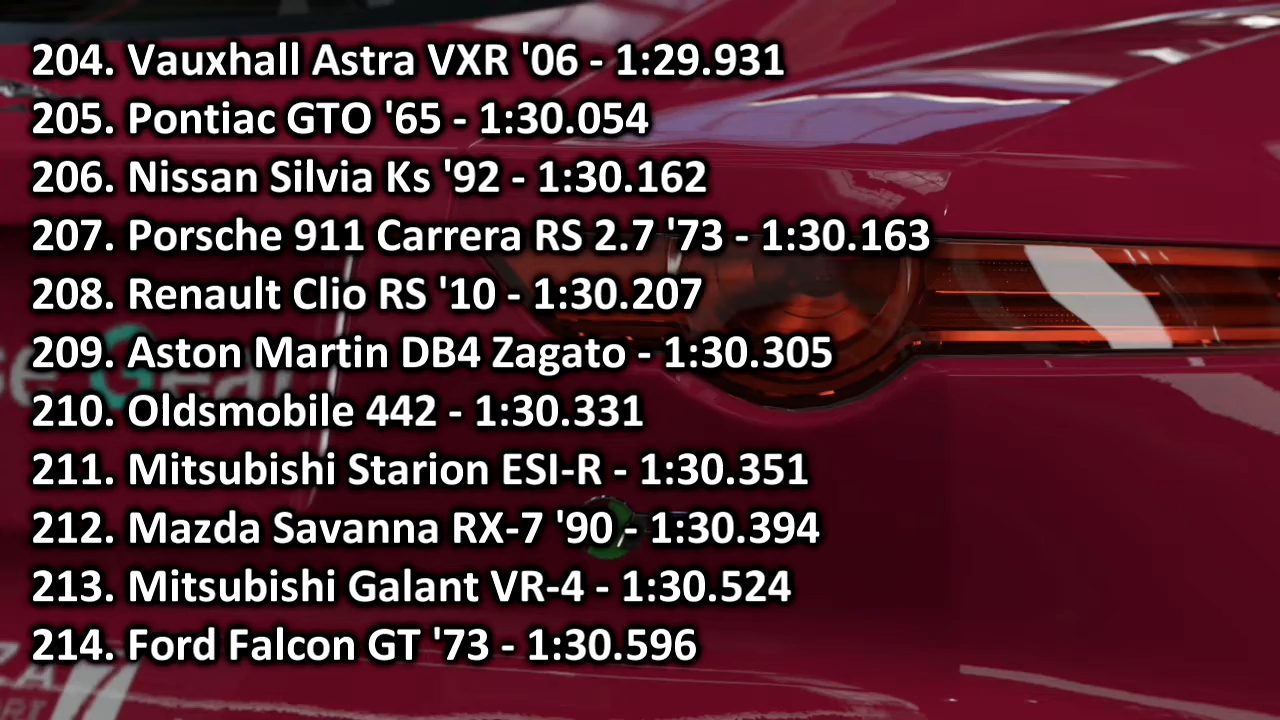 204. Vauxhall Astra VXR '06 - 1:29.931
205. Pontiac GTO '65 - 1:30.054
206. Nissan Silvia Ks '92 - 1:30.162
207. Porsche 911 Carrera RS 2.7 '73 - 1:30.163
208. Renault Clio RS '10 - 1:30.207
209. Aston Martin DB4 Zagato - 1:30.305
210. Oldsmobile 442 - 1:30.331
211. Mitsubishi Starion ESI-R - 1:30.351
212. Mazda Savanna RX-7 '90 - 1:30.394
213. Mitsubishi Galant VR-4 - 1:30.524
214. Ford Falcon GT '73 - 1:30.596